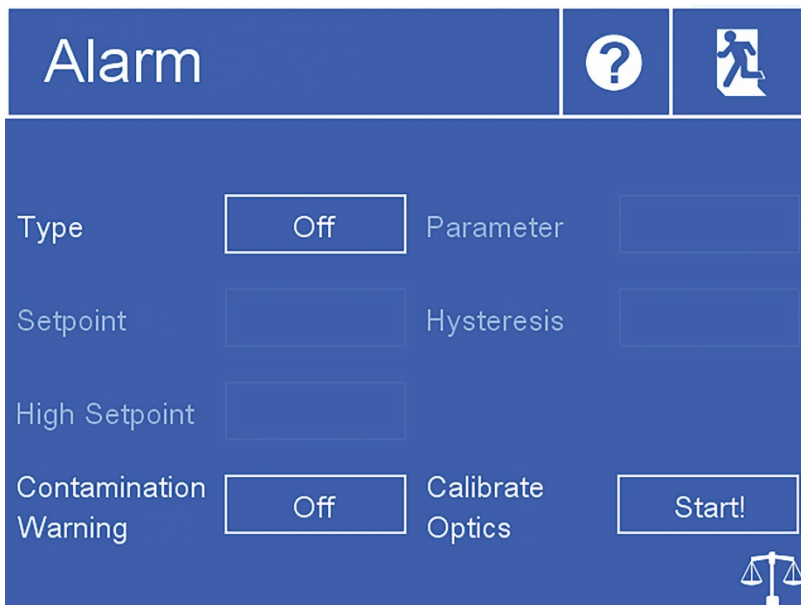 Alarm
?
Type Off Parameter
Setpoint Hysteresis
High Setpoint
Contamination Calibrate
Warning Off Optics Start!